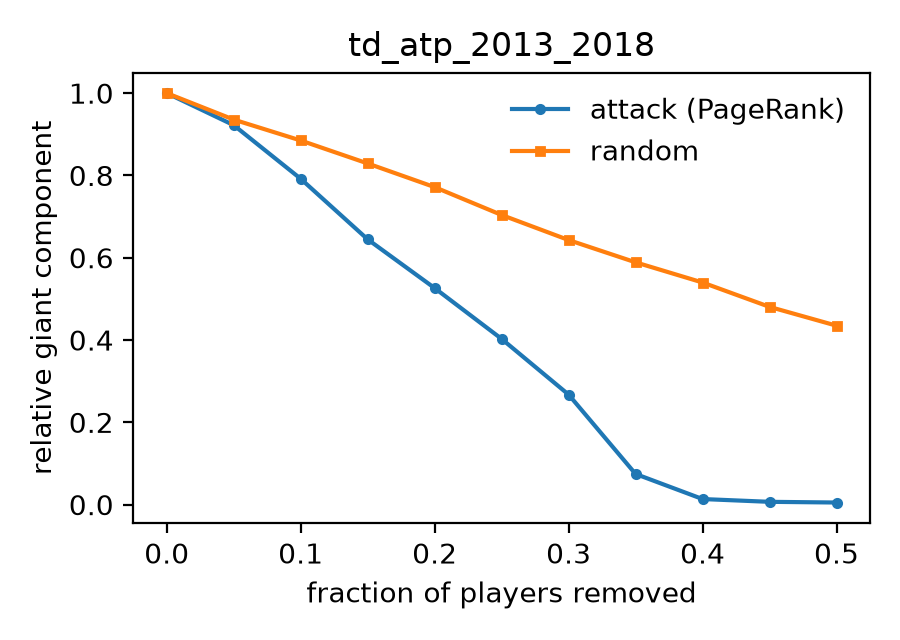 td_atp_2013_2018
attack (PageRank)
random
relative giant component
1.0
0.8
0.6
0.4
0.2
0.0
0.0 0.1 0.2 0.3 0.4 0.5
fraction of players removed